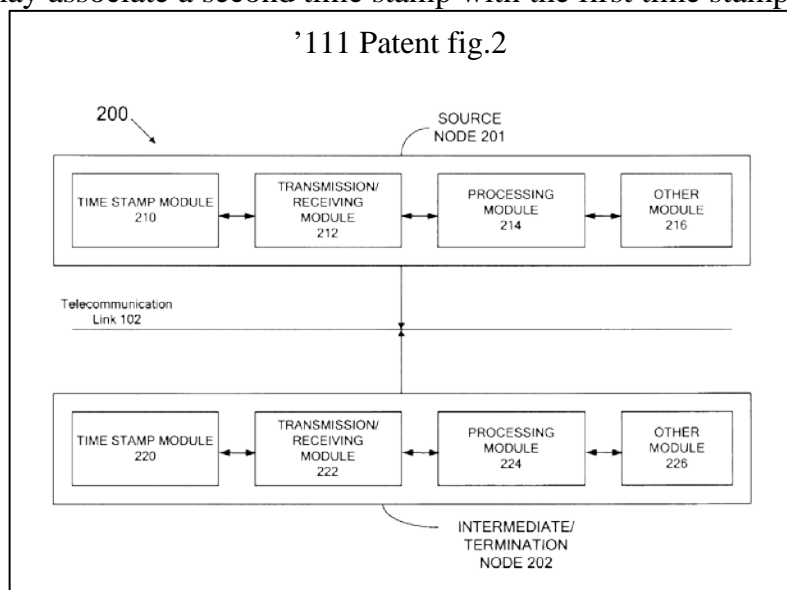 may associate a second time stamp with the first time stamp
’111 Patent fig.2
200
SOURCE
NODE 201
TIME STAMP MODULE
210
TRANSMISSION/
RECEIVING
MODULE
212
PROCESSING
MODULE
214
OTHER
MODULE
216
Telecommunication
Link 102
TIME STAMP MODULE
220
TRANSMISSION/
RECEIVING
MODULE
222
PROCESSING
MODULE
224
OTHER
MODULE
226
INTERMEDIATE/
TERMINATION
NODE 202